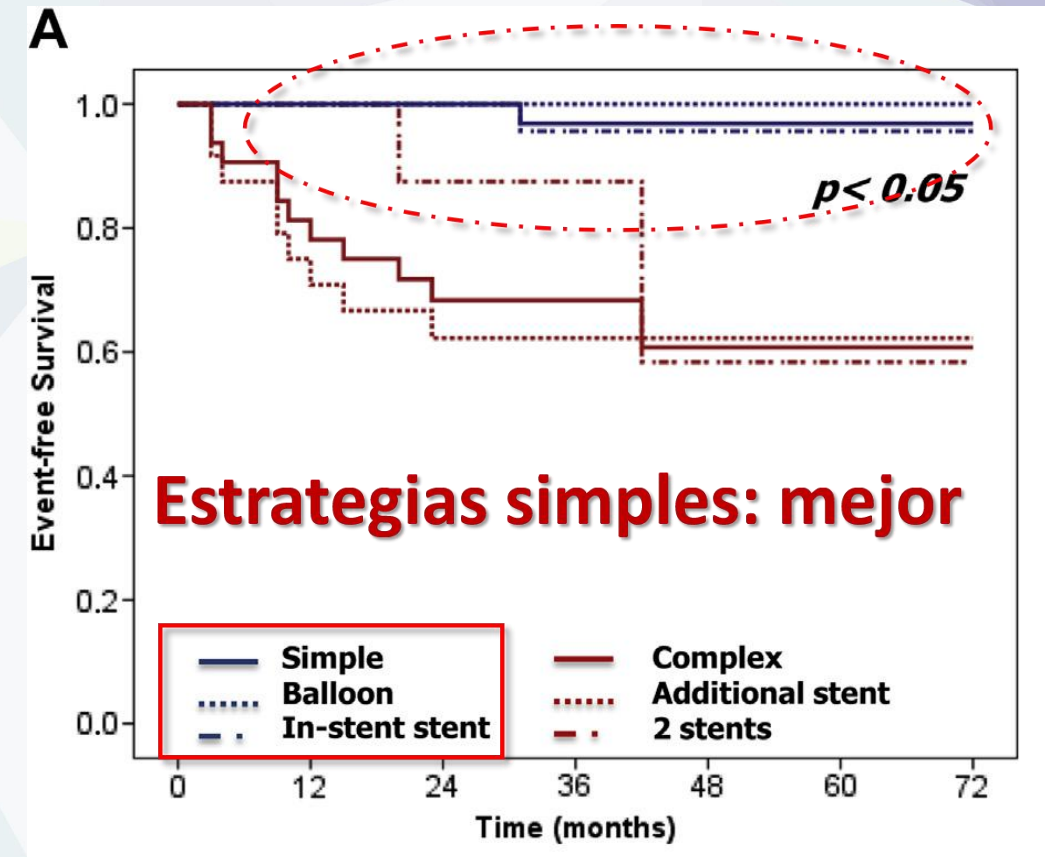 A
1.0
0.8
0.6
0.4
0.2
0.0
Event-free Survival
p< 0.05
Estrategias simples: mejor
Simple
Balloon
In-stent stent
Complex
Additional stent
2 stents
0 12 24 36 48 60 72
Time (months)